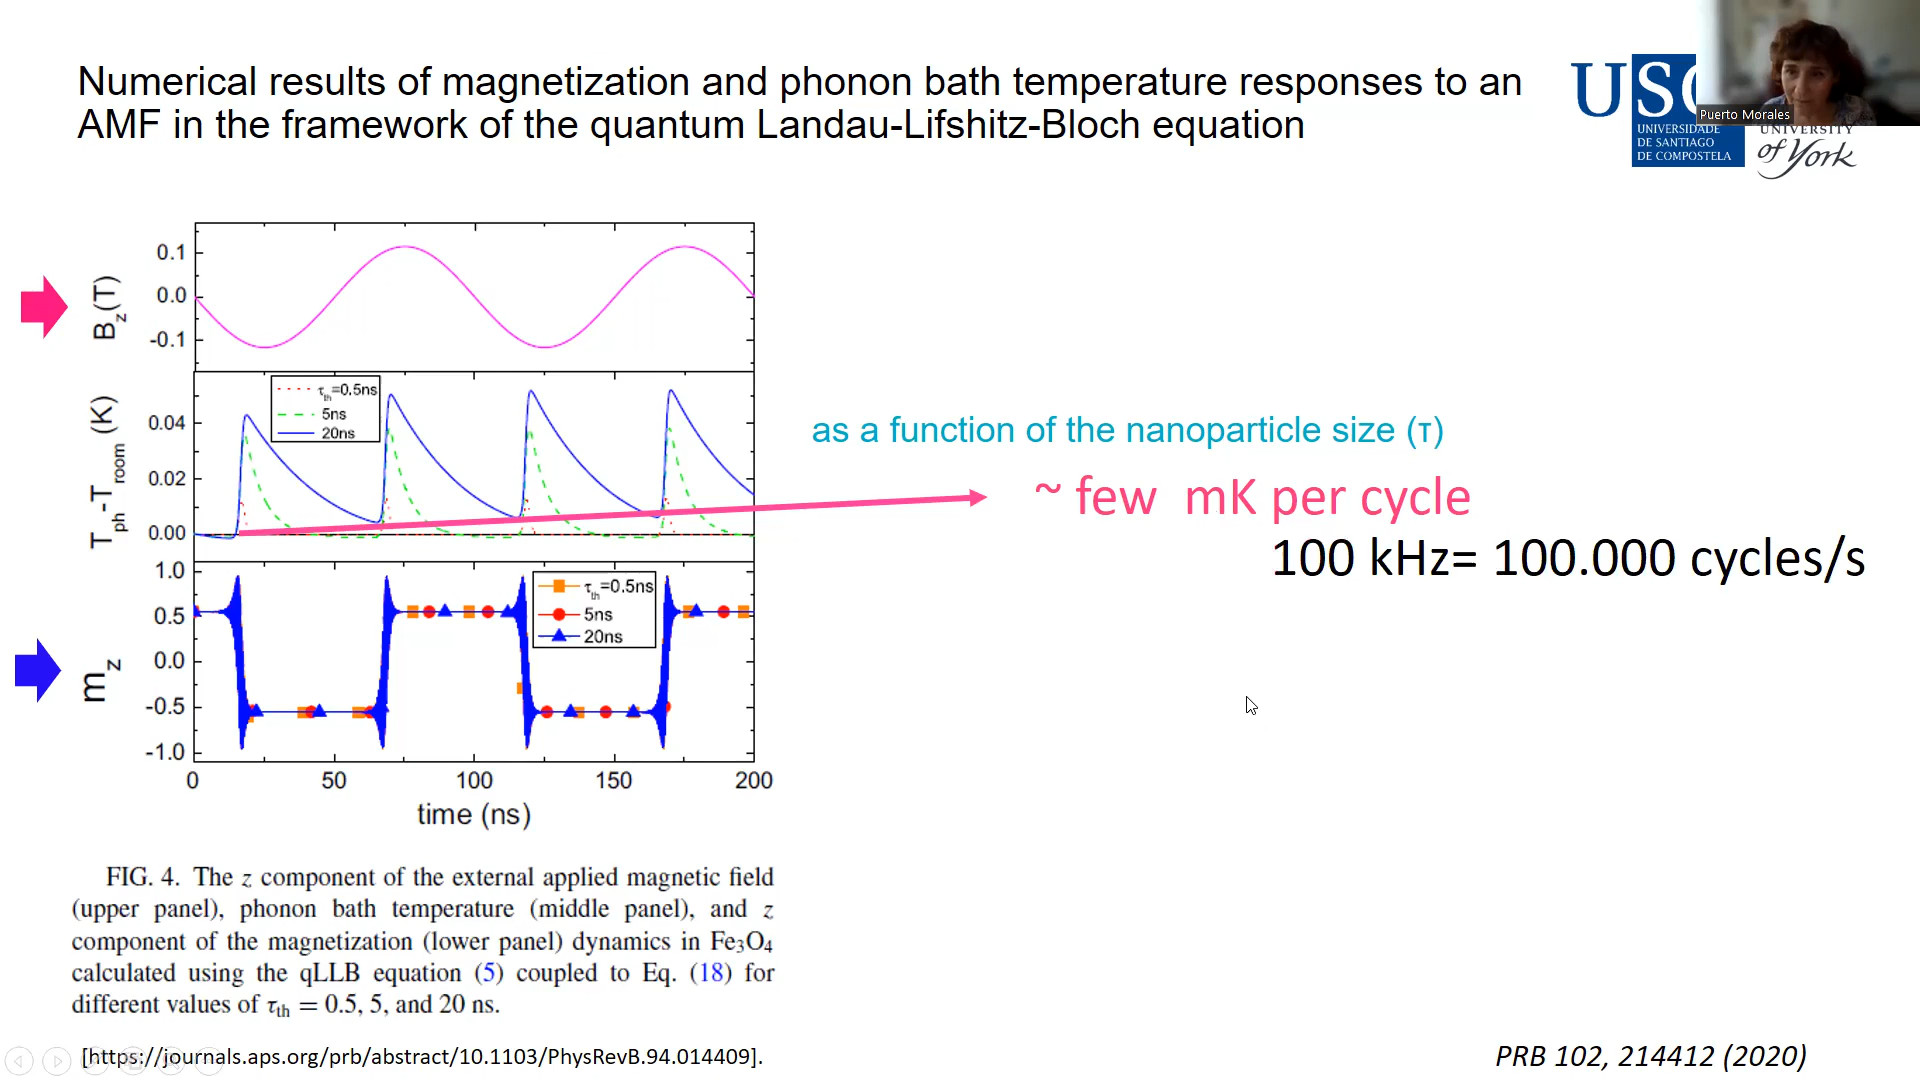 Numerical results of magnetization and phonon bath temperature responses to an
AMF in the framework of the quantum Landau-Lifshitz-Bloch equation
USC
UNIVERSIDADE
DE SANTIAGO
DE COMPOSTELA
Puerto Morales
UNIVERSITY
of York
Bz(T)
0.1
0.0
-0.1
Tph-Troom (K)
0.04
0.02
0.00
τth=0.5ns
5ns
20ns
mz
1.0
0.5
0.0
-0.5
-1.0
τth=0.5ns
5ns
20ns
0 50 100 150 200
time (ns)
as a function of the nanoparticle size (τ)
~ few mK per cycle
100 kHz= 100.000 cycles/s
FIG. 4. The z component of the external applied magnetic field
(upper panel), phonon bath temperature (middle panel), and z
component of the magnetization (lower panel) dynamics in Fe3O4
calculated using the qLLB equation (5) coupled to Eq. (18) for
different values of τth = 0.5, 5, and 20 ns.
[https://journals.aps.org/prb/abstract/10.1103/PhysRevB.94.014409].
PRB 102, 214412 (2020)